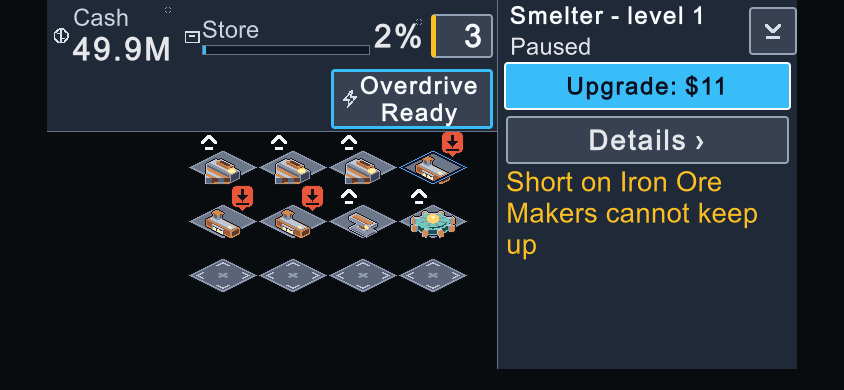 Cash
49.9M
Store
2%
3
Overdrive
Ready
Smelter - level 1
Paused
Upgrade: $11
Details ›
Short on Iron Ore
Makers cannot keep
up